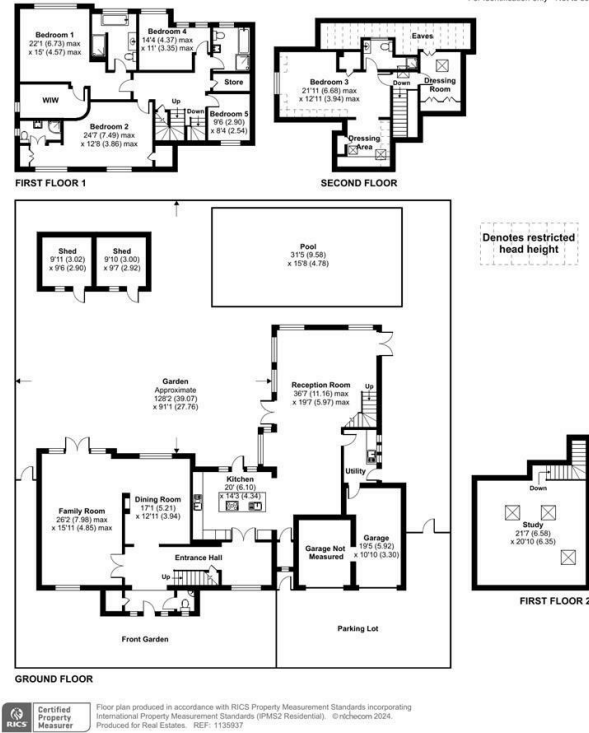 Bedroom 1
22'1 (6.73) max
x 15' (4.57) max
Bedroom 4
14'4 (4.37) max
x 11' (3.35) max
Store
WIW
Up
Down
Bedroom 5
9'6 (2.90)
x 8'4 (2.54)
Bedroom 2
24'7 (7.49) max
x 12'8 (3.86) max
FIRST FLOOR 1
Eaves
Bedroom 3
21'11 (6.68) max
x 12'11 (3.94) max
Down
Dressing
Room
Dressing
Area
SECOND FLOOR
Denotes restricted
head height
Shed
9'11 (3.02)
x 9'6 (2.90)
Shed
9'10 (3.00)
x 9'7 (2.92)
Pool
31'5 (9.58)
x 15'8 (4.78)
Garden
Approximate
128'2 (39.07)
x 91'1 (27.76)
Reception Room
36'7 (11.16) max
x 19'7 (5.97) max
Up
Utility
Kitchen
20' (6.10)
x 14'3 (4.34)
Family Room
26'2 (7.98) max
x 15'11 (4.85) max
Dining Room
17'1 (5.21)
x 12'11 (3.94)
Entrance Hall
Up
Garage Not
Measured
Garage
19'5 (5.92)
x 10'10 (3.30)
Front Garden
Parking Lot
GROUND FLOOR
Down
Study
21'7 (6.58)
x 20'10 (6.35)
FIRST FLOOR 2
RICS
Certified
Property
Measurer
Floor plan produced in accordance with RICS Property Measurement Standards incorporating
International Property Measurement Standards (IPMS2 Residential). ©nichecom 2024.
Produced for Real Estates. REF: 1135937